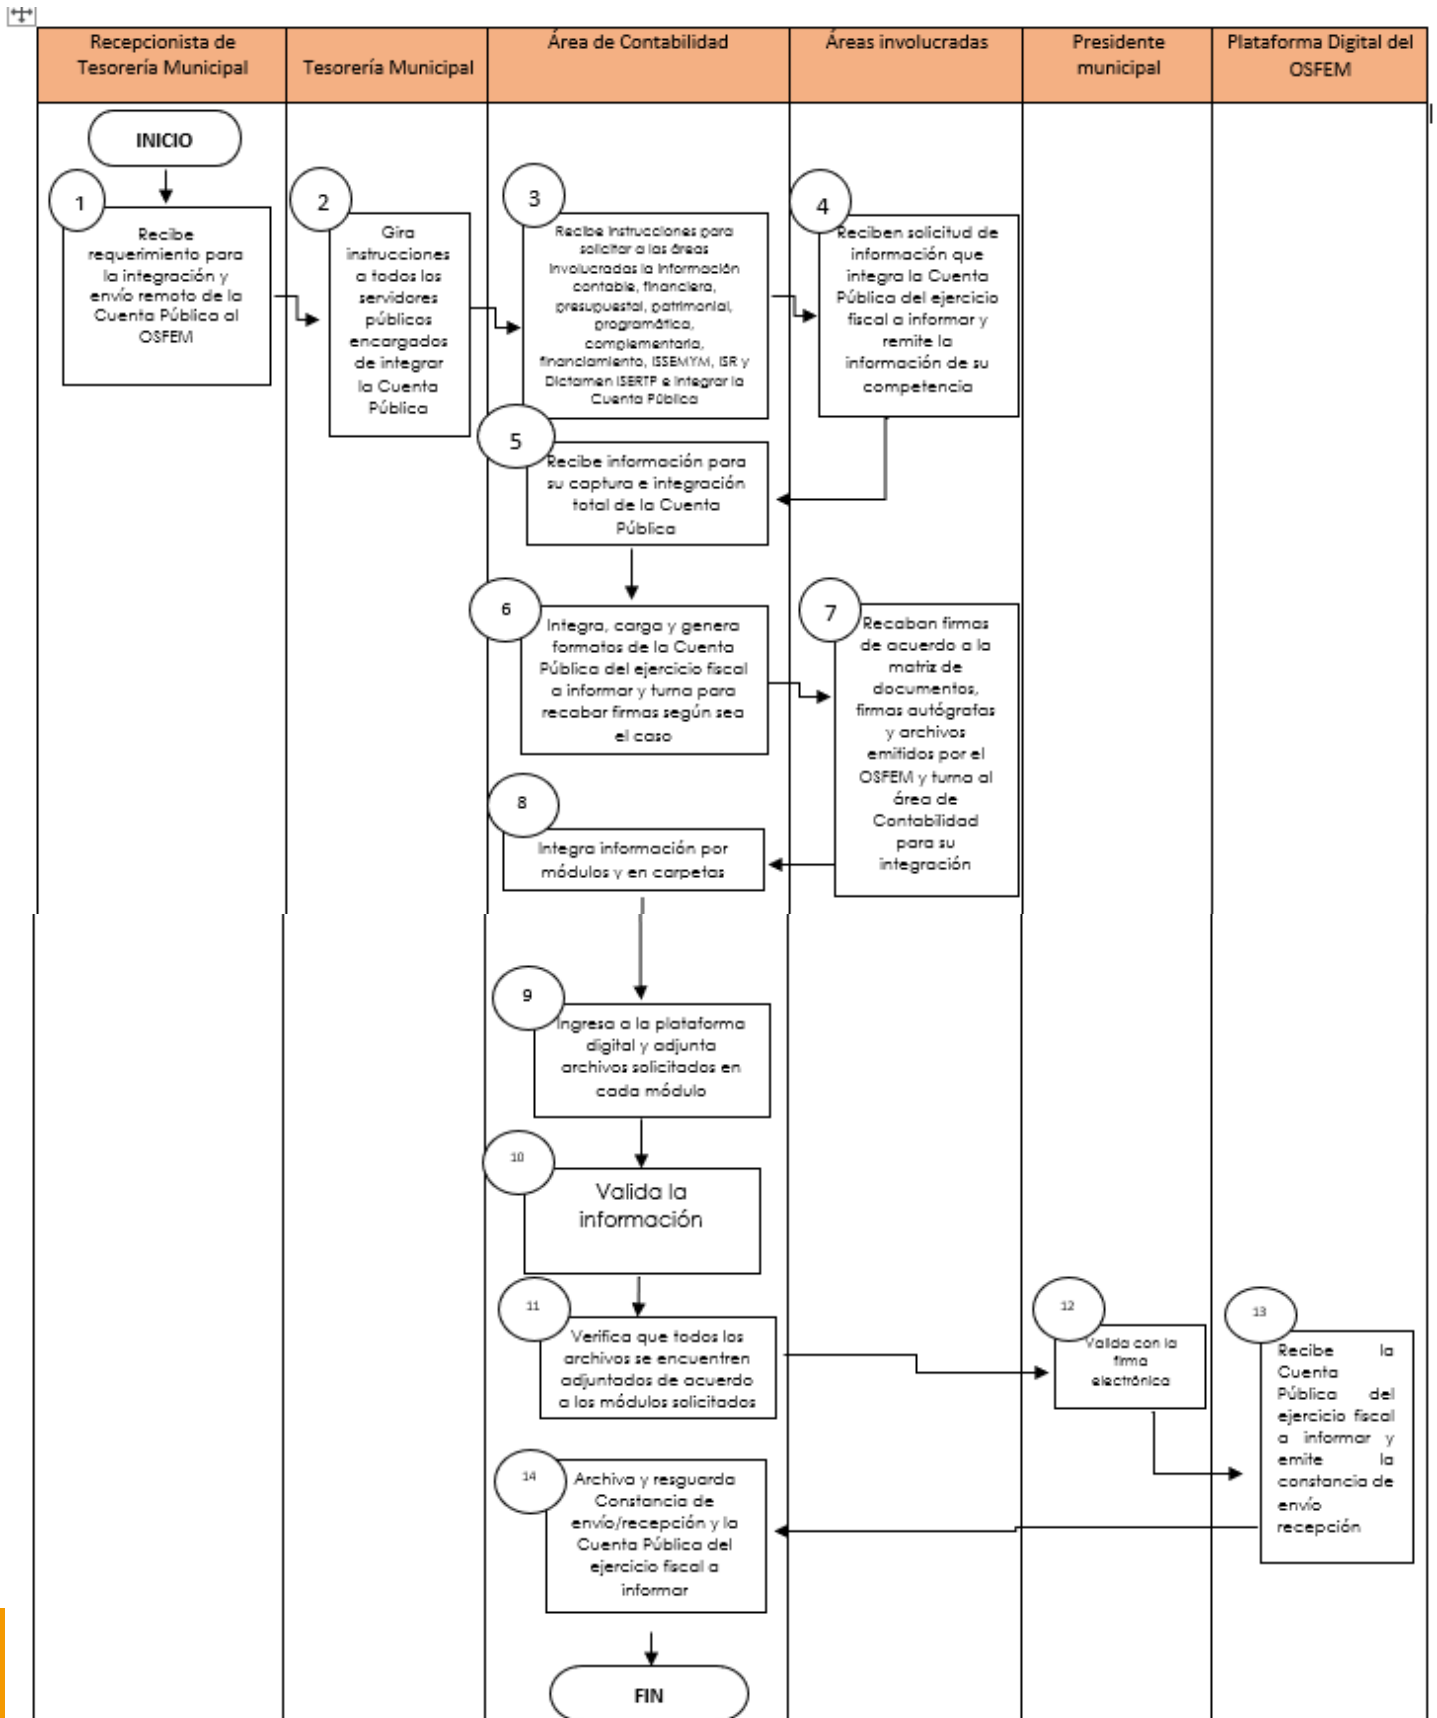 Recepcionista de
Tesorería Municipal
Tesorería Municipal
Área de Contabilidad
Áreas involucradas
Presidente
municipal
Plataforma Digital del
OSFEM
INICIO
1
Recibe
requerimiento para
la integración y
envío remoto de la
Cuenta Pública al
OSFEM
2
Gira
instrucciones
a todos los
servidores
públicos
encargados
de integrar
la Cuenta
Pública
3
Recibe instrucciones para
solicitar a las áreas
involucradas la información
contable, financiera,
presupuestal, patrimonial,
programática,
complementaria,
financiamiento, ISSEMYM, ISR y
Dictamen ISERTP e integrar la
Cuenta Pública
4
Reciben solicitud de
información que
integra la Cuenta
Pública del ejercicio
fiscal a informar y
remite la
información de su
competencia
5
Recibe información para
su captura e integración
total de la Cuenta
Pública
6
Integra, carga y genera
formatos de la Cuenta
Pública del ejercicio fiscal
a informar y turna para
recabar firmas según sea
el caso
7
Recaban firmas
de acuerdo a la
matriz de
documentos,
firmas autógrafas
y archivos
emitidos por el
OSFEM y turna al
área de
Contabilidad
para su
integración
8
Integra información por
módulos y en carpetas
9
Ingresa a la plataforma
digital y adjunta
archivos solicitados en
cada módulo
10
Valida la
información
11
Verifica que todos los
archivos se encuentren
adjuntados de acuerdo
a los módulos solicitados
12
Valida con la
firma
electrónica
13
Recibe la
Cuenta
Pública del
ejercicio fiscal
a informar y
emite la
constancia de
envío
recepción
14
Archiva y resguarda
Constancia de
envío/recepción y la
Cuenta Pública del
ejercicio fiscal a
informar
FIN